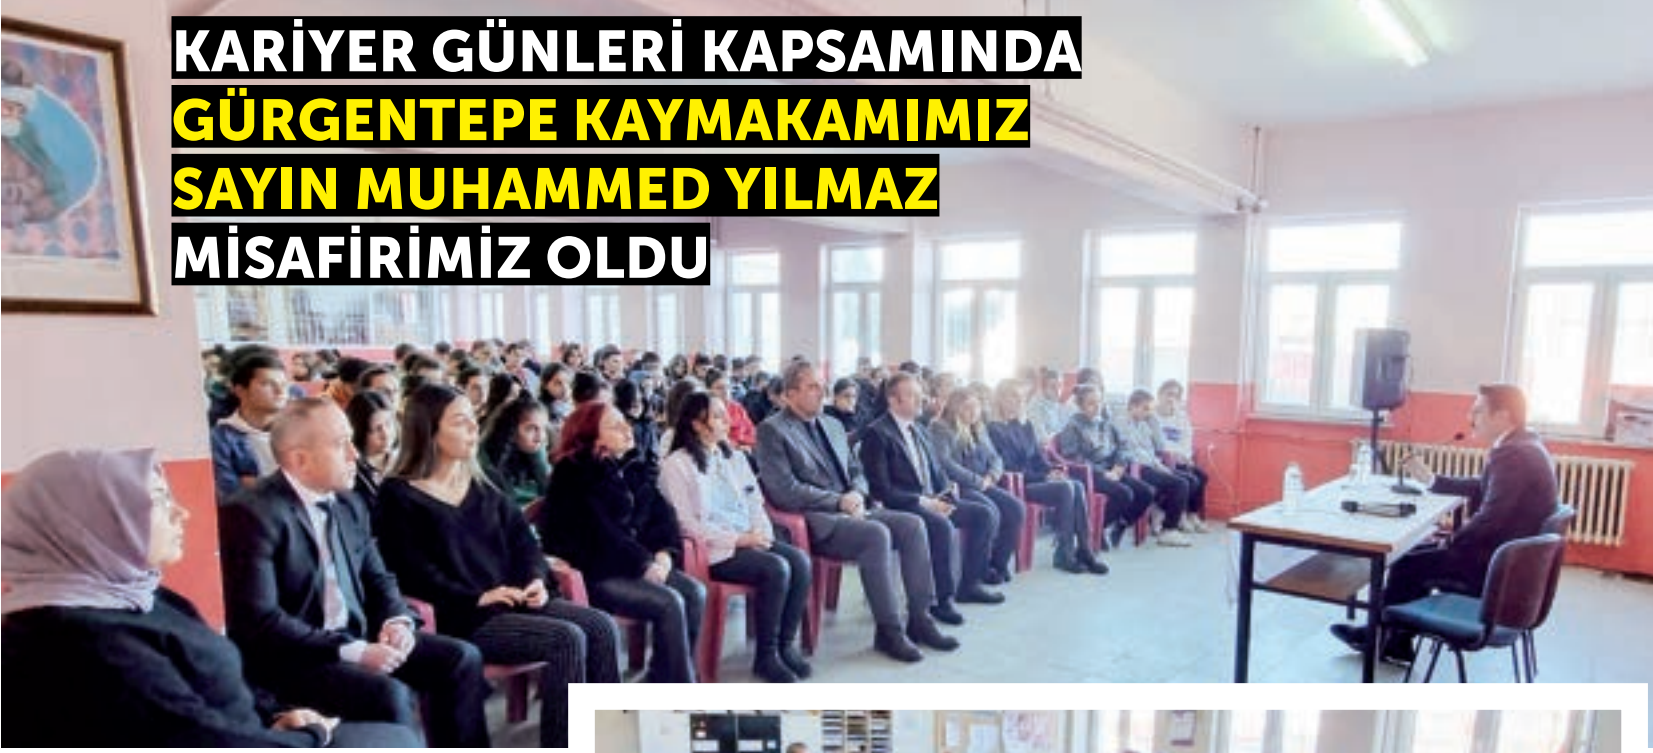 KARİYER GÜNLERİ KAPSAMINDA
GÜRGENTEPE KAYMAKAMIMIZ
SAYIN MUHAMMED YILMAZ
MİSAFİRİMİZ OLDU